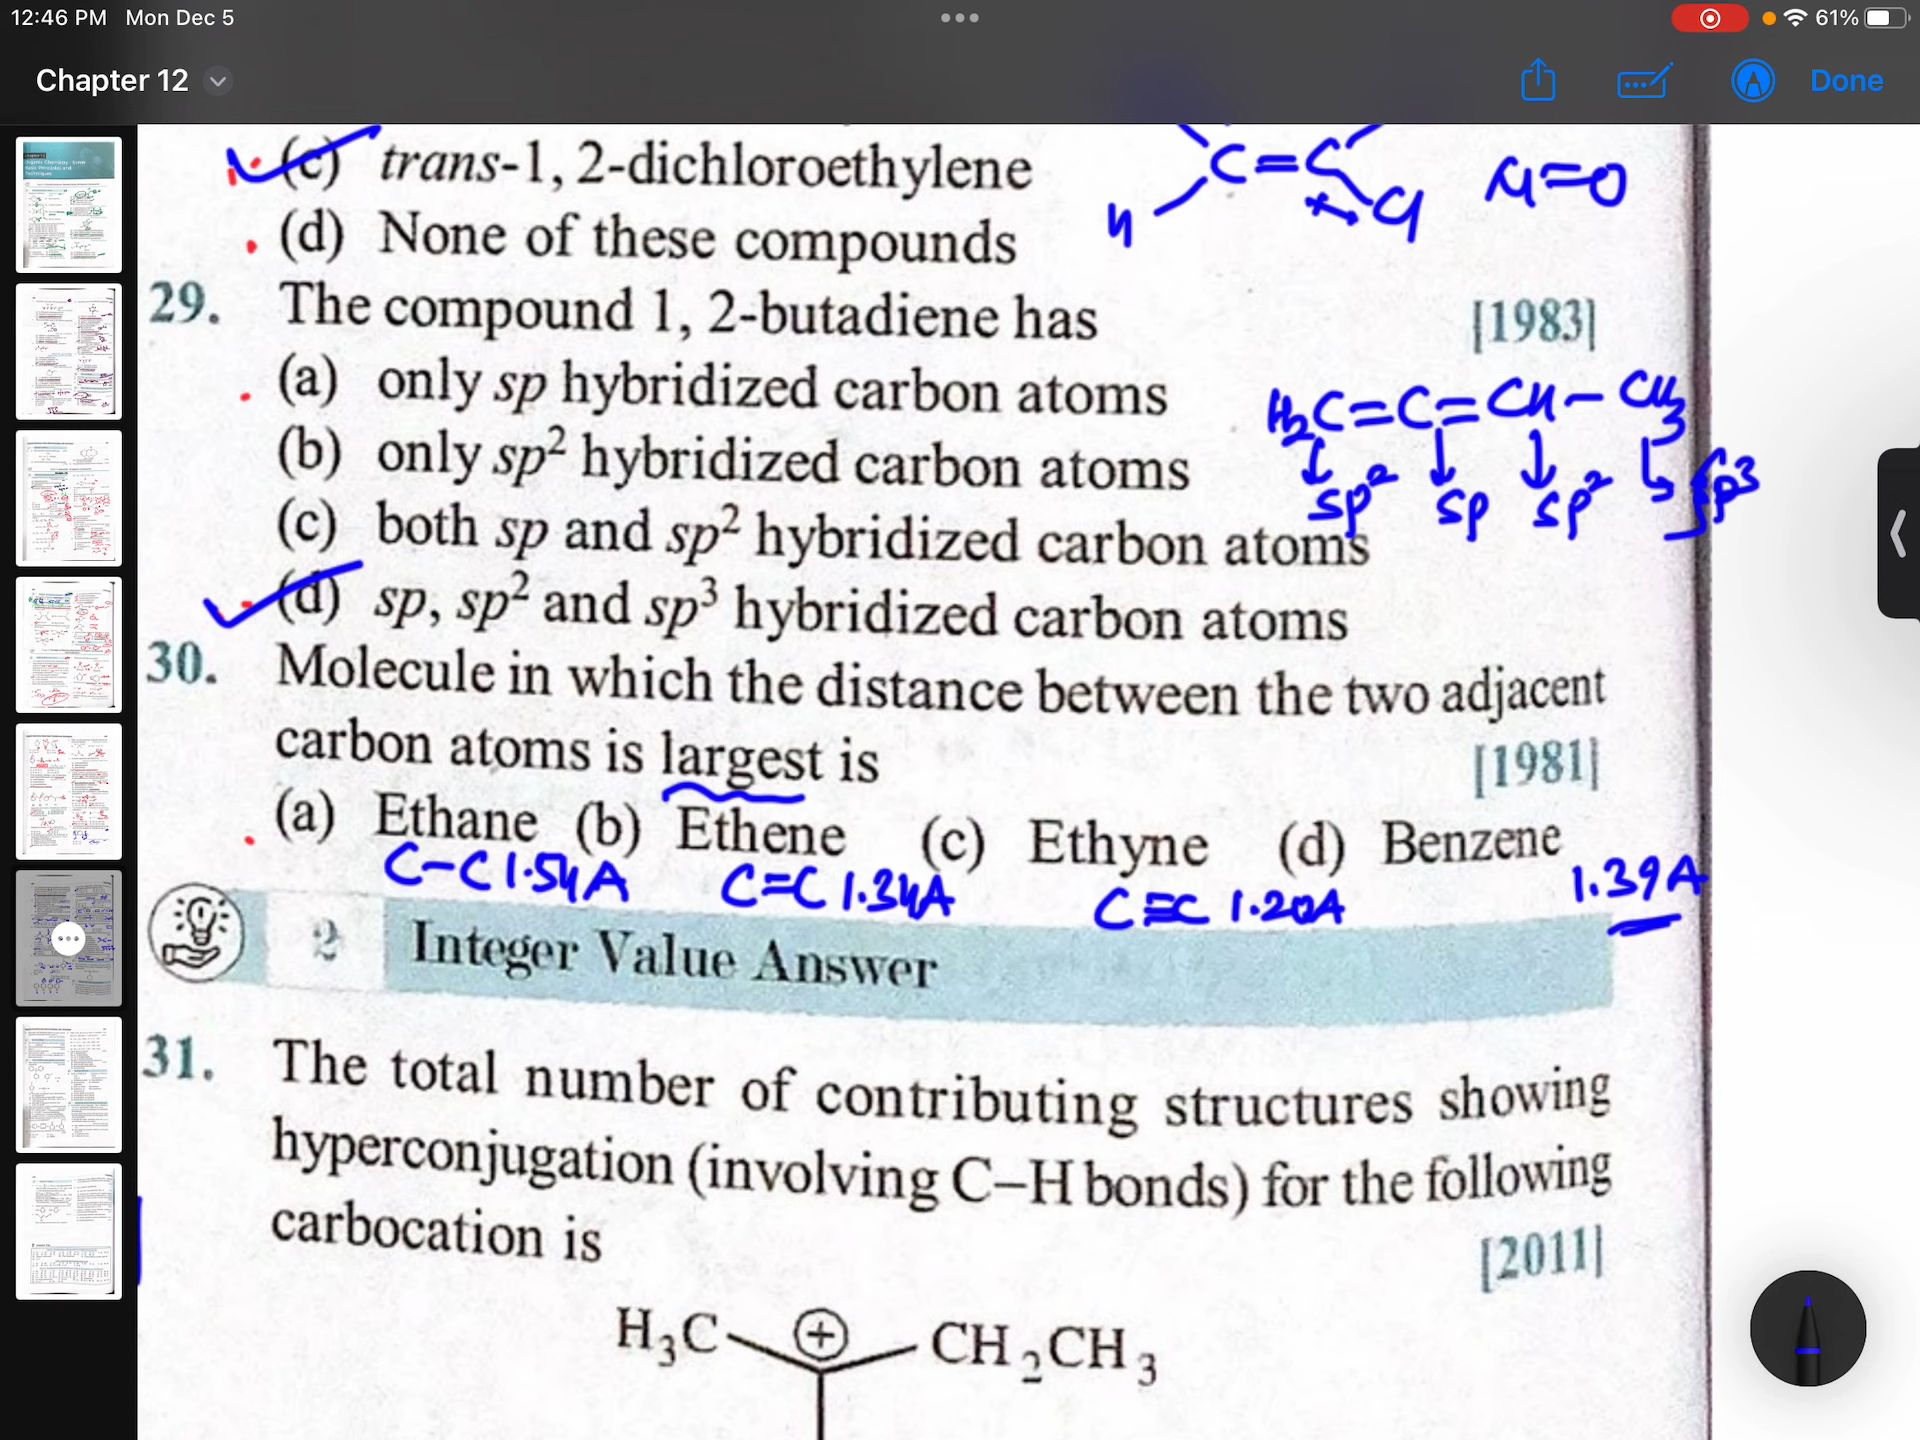 12:46 PM Mon Dec 5
61%
Chapter 12
Done
(c) trans-1, 2-dichloroethylene
C=C
H
Cl
μ=0
(d) None of these compounds
29. The compound 1, 2-butadiene has [1983]
(a) only sp hybridized carbon atoms
H₂C=C=CH-CH₃
(b) only sp² hybridized carbon atoms
sp² sp sp² sp³
(c) both sp and sp² hybridized carbon atoms
(d) sp, sp² and sp³ hybridized carbon atoms
30. Molecule in which the distance between the two adjacent
carbon atoms is largest is [1981]
(a) Ethane (b) Ethene (c) Ethyne (d) Benzene
C-C 1.54A C=C 1.34A C≡C 1.20A 1.39A
2 Integer Value Answer
31. The total number of contributing structures showing
hyperconjugation (involving C–H bonds) for the following
carbocation is [2011]
H₃C ⊕ CH₂CH₃